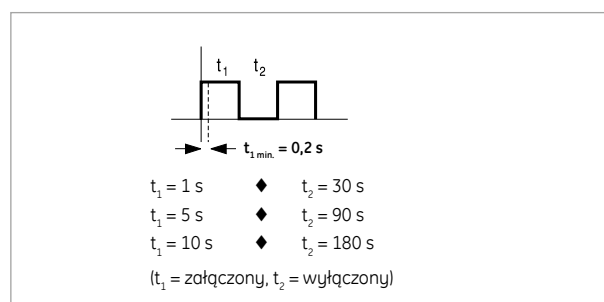 t₁ t₂
t₁ min. = 0,2 s
t₁ = 1 s ♦ t₂ = 30 s
t₁ = 5 s ♦ t₂ = 90 s
t₁ = 10 s ♦ t₂ = 180 s
(t₁ = załączony, t₂ = wyłączony)